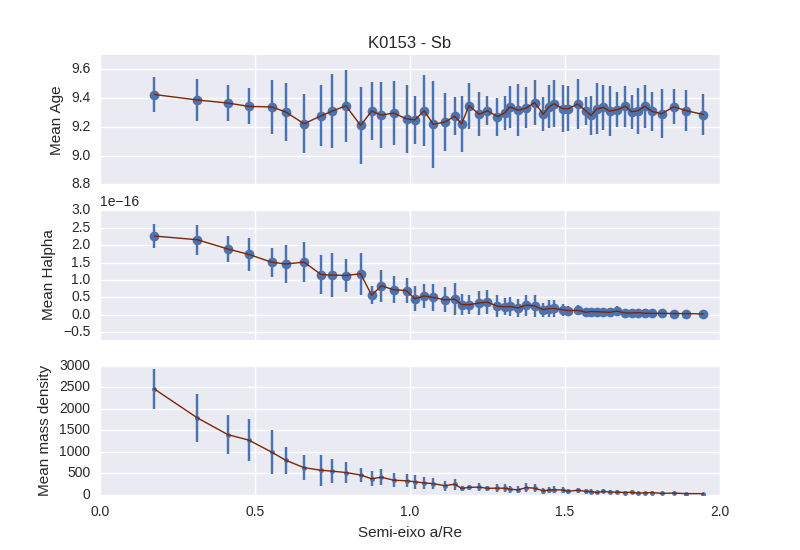 K0153 - Sb
9.6
9.4
9.2
9.0
8.8
Mean Age
1e−16
3.0
2.5
2.0
1.5
1.0
0.5
0.0
−0.5
Mean Halpha
3000
2500
2000
1500
1000
500
0
Mean mass density
0.0 0.5 1.0 1.5 2.0
Semi-eixo a/Re